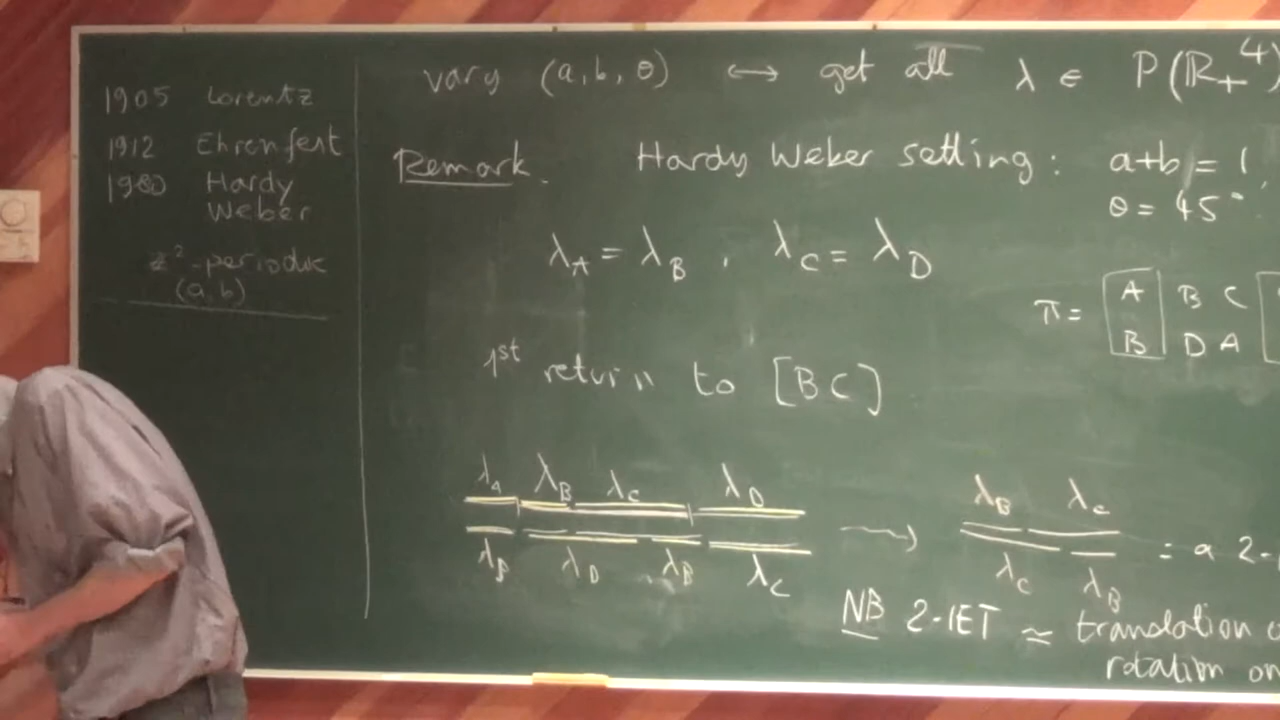 1905 Lorentz
1912 Ehrenfest
1980 Hardy
Weber
Z²-periodic
(a, b)
vary (a, b, θ) ⟷ get all λ ∈ P(ℝ₊⁴)
Remark. Hardy Weber setting: a+b = 1,
θ = 45°
λ_A = λ_B , λ_C = λ_D
π = A B C
B D A
1st return to [BC]
λ_A λ_B λ_C λ_D
λ_B λ_D λ_B λ_C
→
λ_B λ_C
λ_C λ_B
= a 2-
NB 2-IET ≃ translation
rotation on